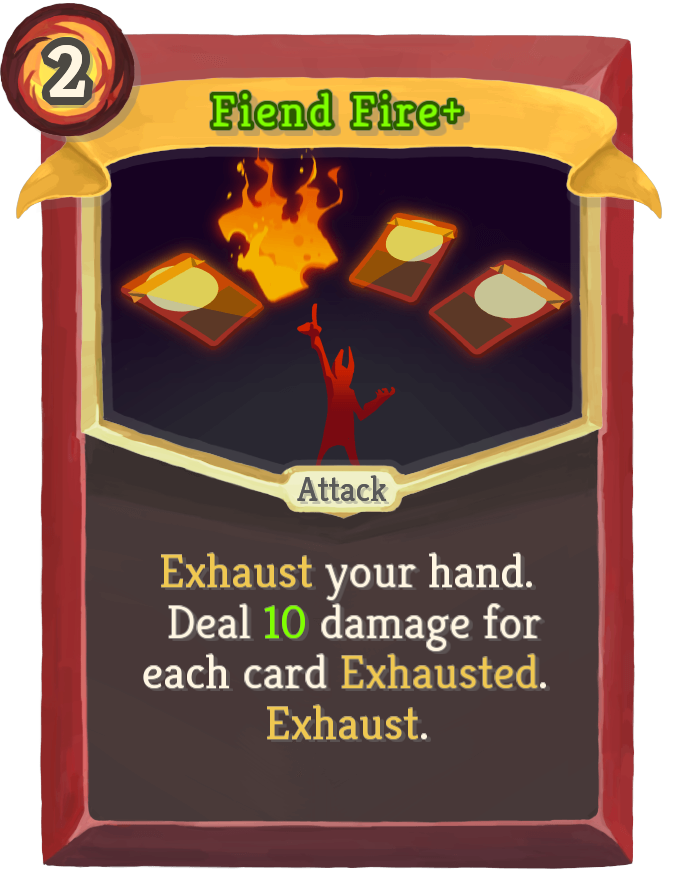 2
Fiend Fire+
Attack
Exhaust your hand.
Deal 10 damage for
each card Exhausted.
Exhaust.